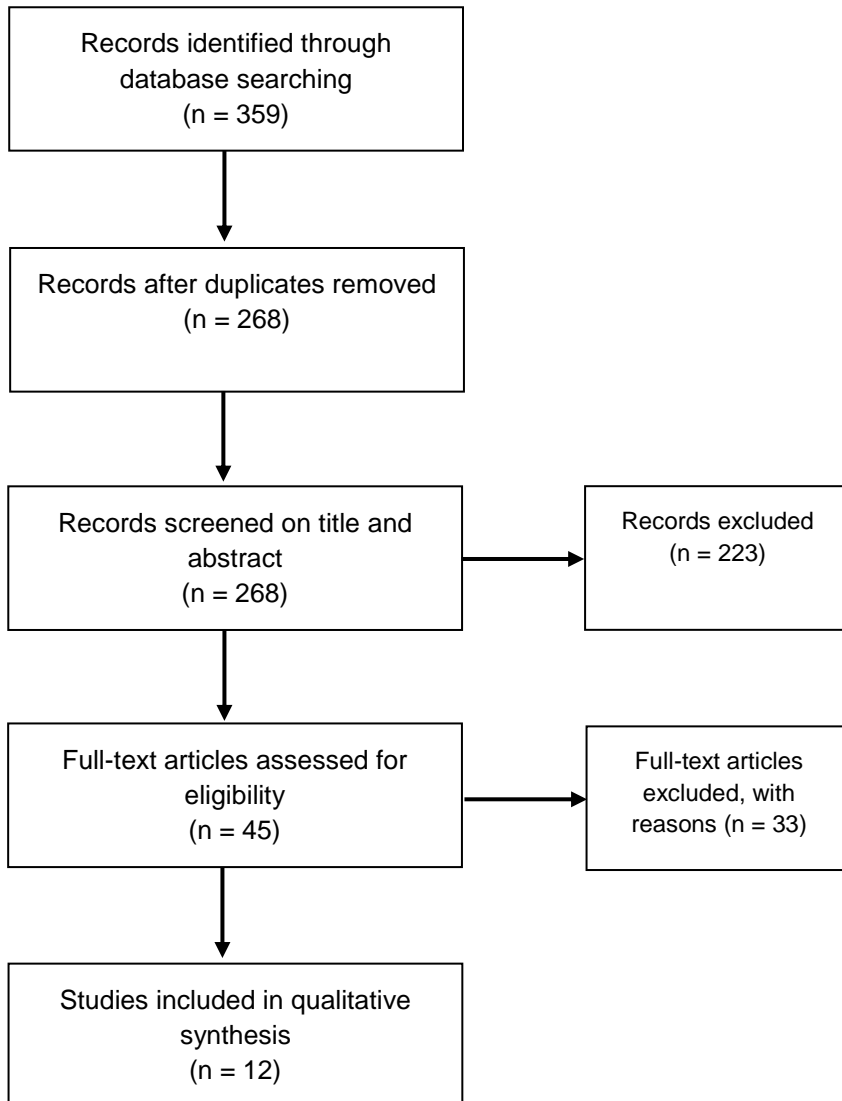 Records identified through
database searching
(n = 359)
Records after duplicates removed
(n = 268)
Records screened on title and
abstract
(n = 268)
Records excluded
(n = 223)
Full-text articles assessed for
eligibility
(n = 45)
Full-text articles
excluded, with
reasons (n = 33)
Studies included in qualitative
synthesis
(n = 12)